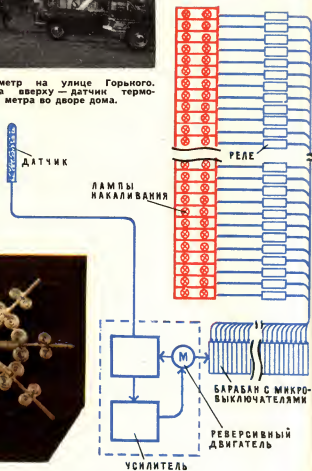 метр на улице Горького.
а вверху — датчик термо-
метра во дворе дома.
ДАТЧИК
РЕЛЕ
ЛАМПЫ
НАКАЛИВАНИЯ
М
БАРАБАН С МИКРО-
ВЫКЛЮЧАТЕЛЯМИ
РЕВЕРСИВНЫЙ
ДВИГАТЕЛЬ
УСИЛИТЕЛЬ